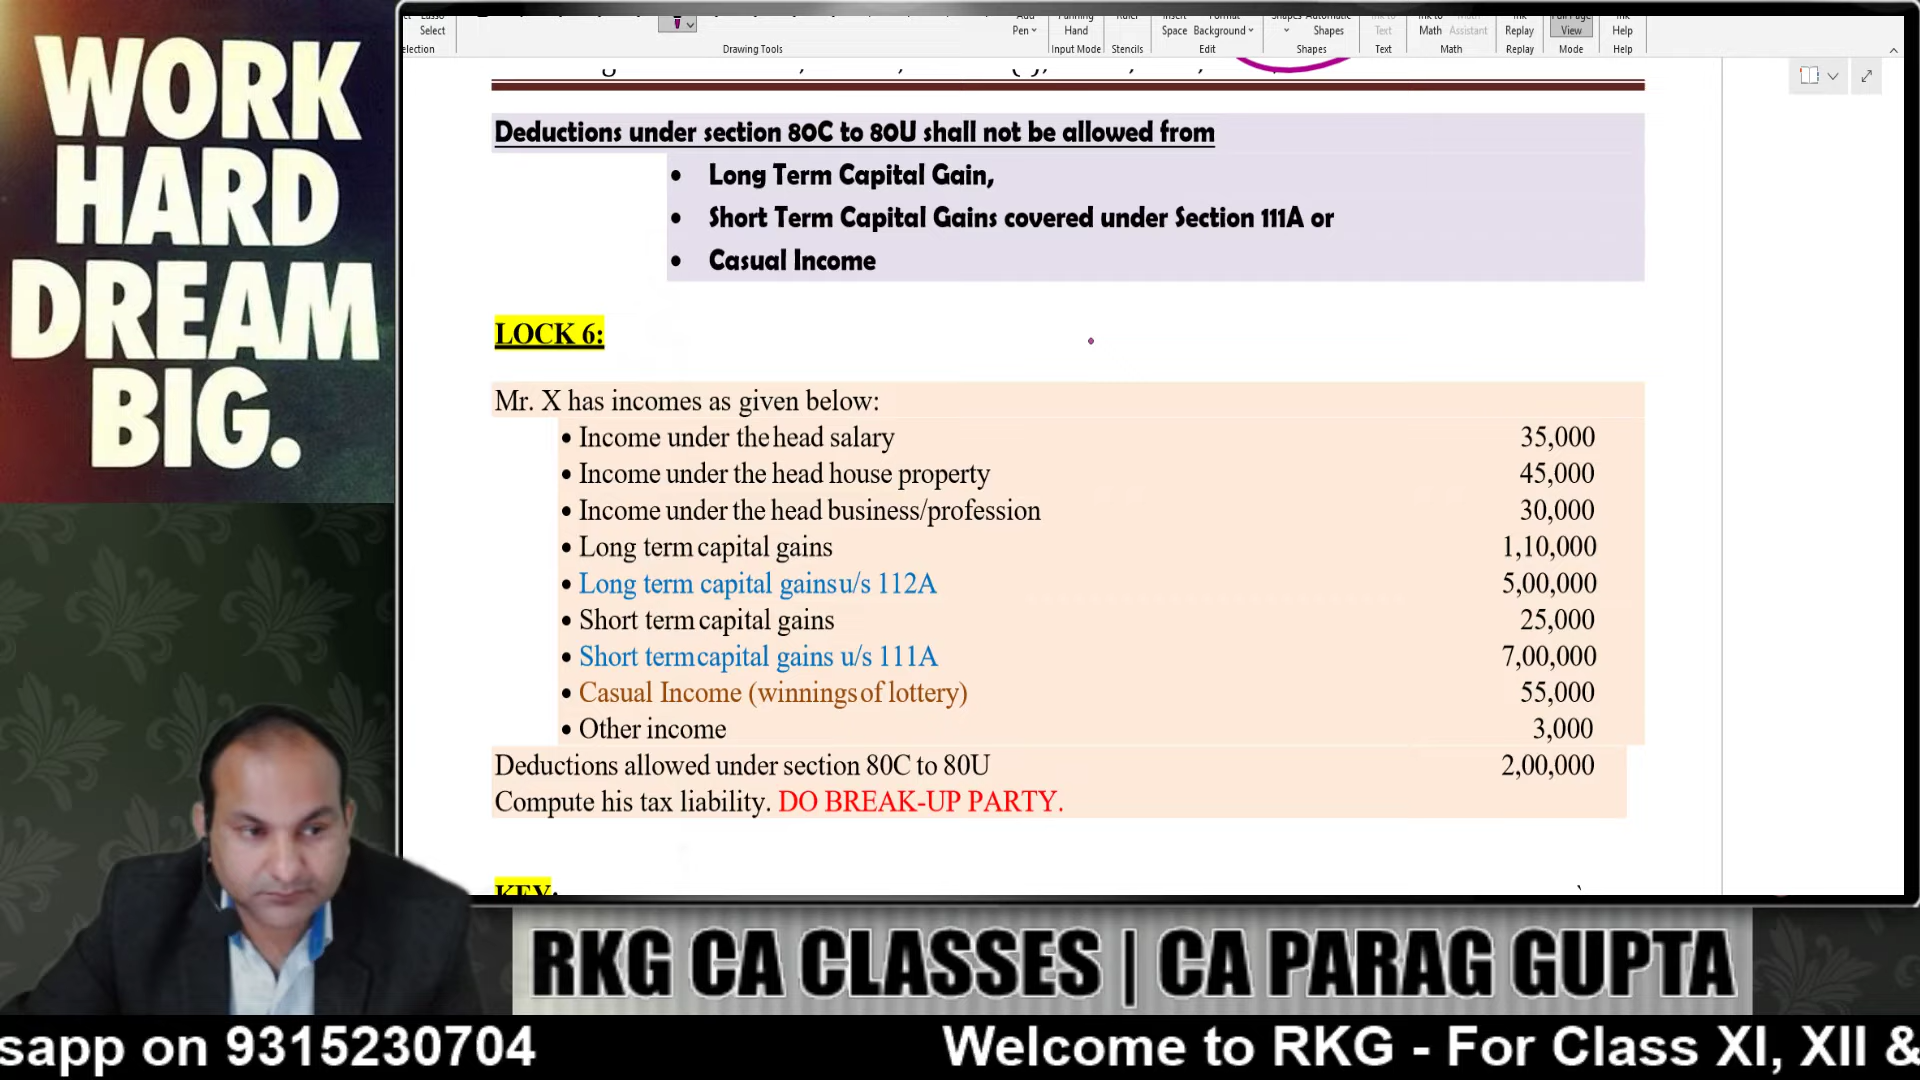 WORK
HARD
DREAM
BIG.
Select
Drawing Tools
Pen
Hand
Input Mode
Stencils
Space
Background
Edit
Shapes
Shapes
Text
Text
Math
Assistant
Math
Replay
Replay
View
Mode
Help
Help
Deductions under section 80C to 80U shall not be allowed from
• Long Term Capital Gain,
• Short Term Capital Gains covered under Section 111A or
• Casual Income
LOCK 6:
Mr. X has incomes as given below:
• Income under the head salary 35,000
• Income under the head house property 45,000
• Income under the head business/profession 30,000
• Long term capital gains 1,10,000
• Long term capital gains u/s 112A 5,00,000
• Short term capital gains 25,000
• Short term capital gains u/s 111A 7,00,000
• Casual Income (winnings of lottery) 55,000
• Other income 3,000
Deductions allowed under section 80C to 80U 2,00,000
Compute his tax liability. DO BREAK-UP PARTY.
KEY:
RKG CA CLASSES | CA PARAG GUPTA
sapp on 9315230704 Welcome to RKG - For Class XI, XII &